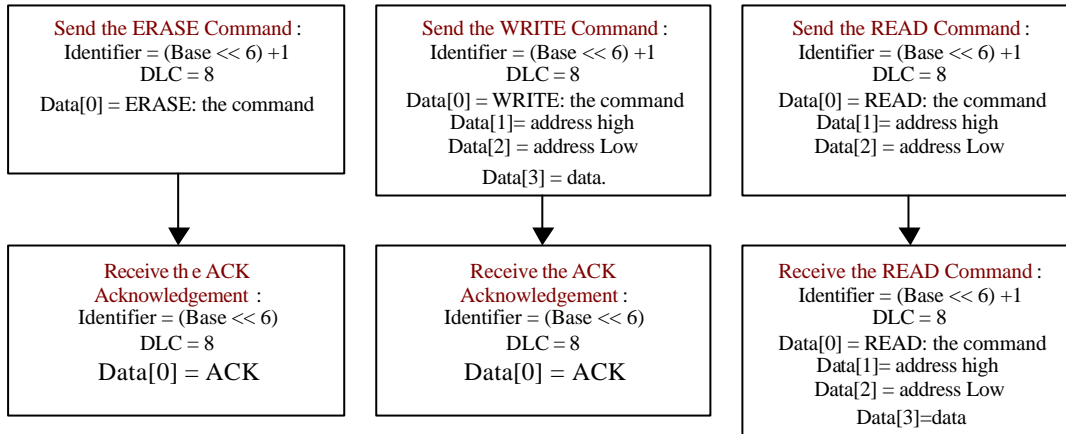 Send the ERASE Command :
Identifier = (Base << 6) +1
DLC = 8
Data[0] = ERASE: the command
Send the WRITE Command :
Identifier = (Base << 6) +1
DLC = 8
Data[0] = WRITE: the command
Data[1]= address high
Data[2] = address Low
Data[3] = data.
Send the READ Command :
Identifier = (Base << 6) +1
DLC = 8
Data[0] = READ: the command
Data[1]= address high
Data[2] = address Low
Receive th e ACK
Acknowledgement :
Identifier = (Base << 6)
DLC = 8
Data[0] = ACK
Receive the ACK
Acknowledgement :
Identifier = (Base << 6)
DLC = 8
Data[0] = ACK
Receive the READ Command :
Identifier = (Base << 6) +1
DLC = 8
Data[0] = READ: the command
Data[1]= address high
Data[2] = address Low
Data[3]=data